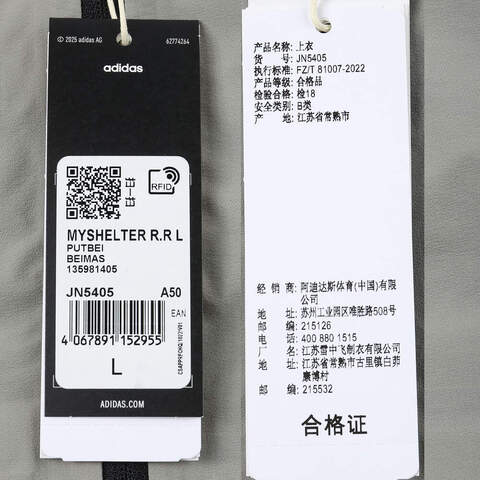 © 2025 adidas AG 62774264
adidas
RFID
MYSHELTER R.R L
PUTBEI
BEIMAS
135981405
JN5405 A50
EAN
4 067891 152955
L
ADIDAS.COM
产品名称: 上衣
货 号: JN5405
执行标准: FZ/T 81007-2022
产品等级: 合格品
检验合格: 检18
安全类别: B类
产 地: 江苏省常熟市
经 销 商: 阿迪达斯体育(中国)有限
公司
地 址: 苏州工业园区唯胜路508号
邮 编: 215126
电 话: 400 880 1515
厂 名: 江苏雪中飞制衣有限公司
地 址: 江苏省常熟市古里镇白茆
康博村
邮 编: 215532
合格证